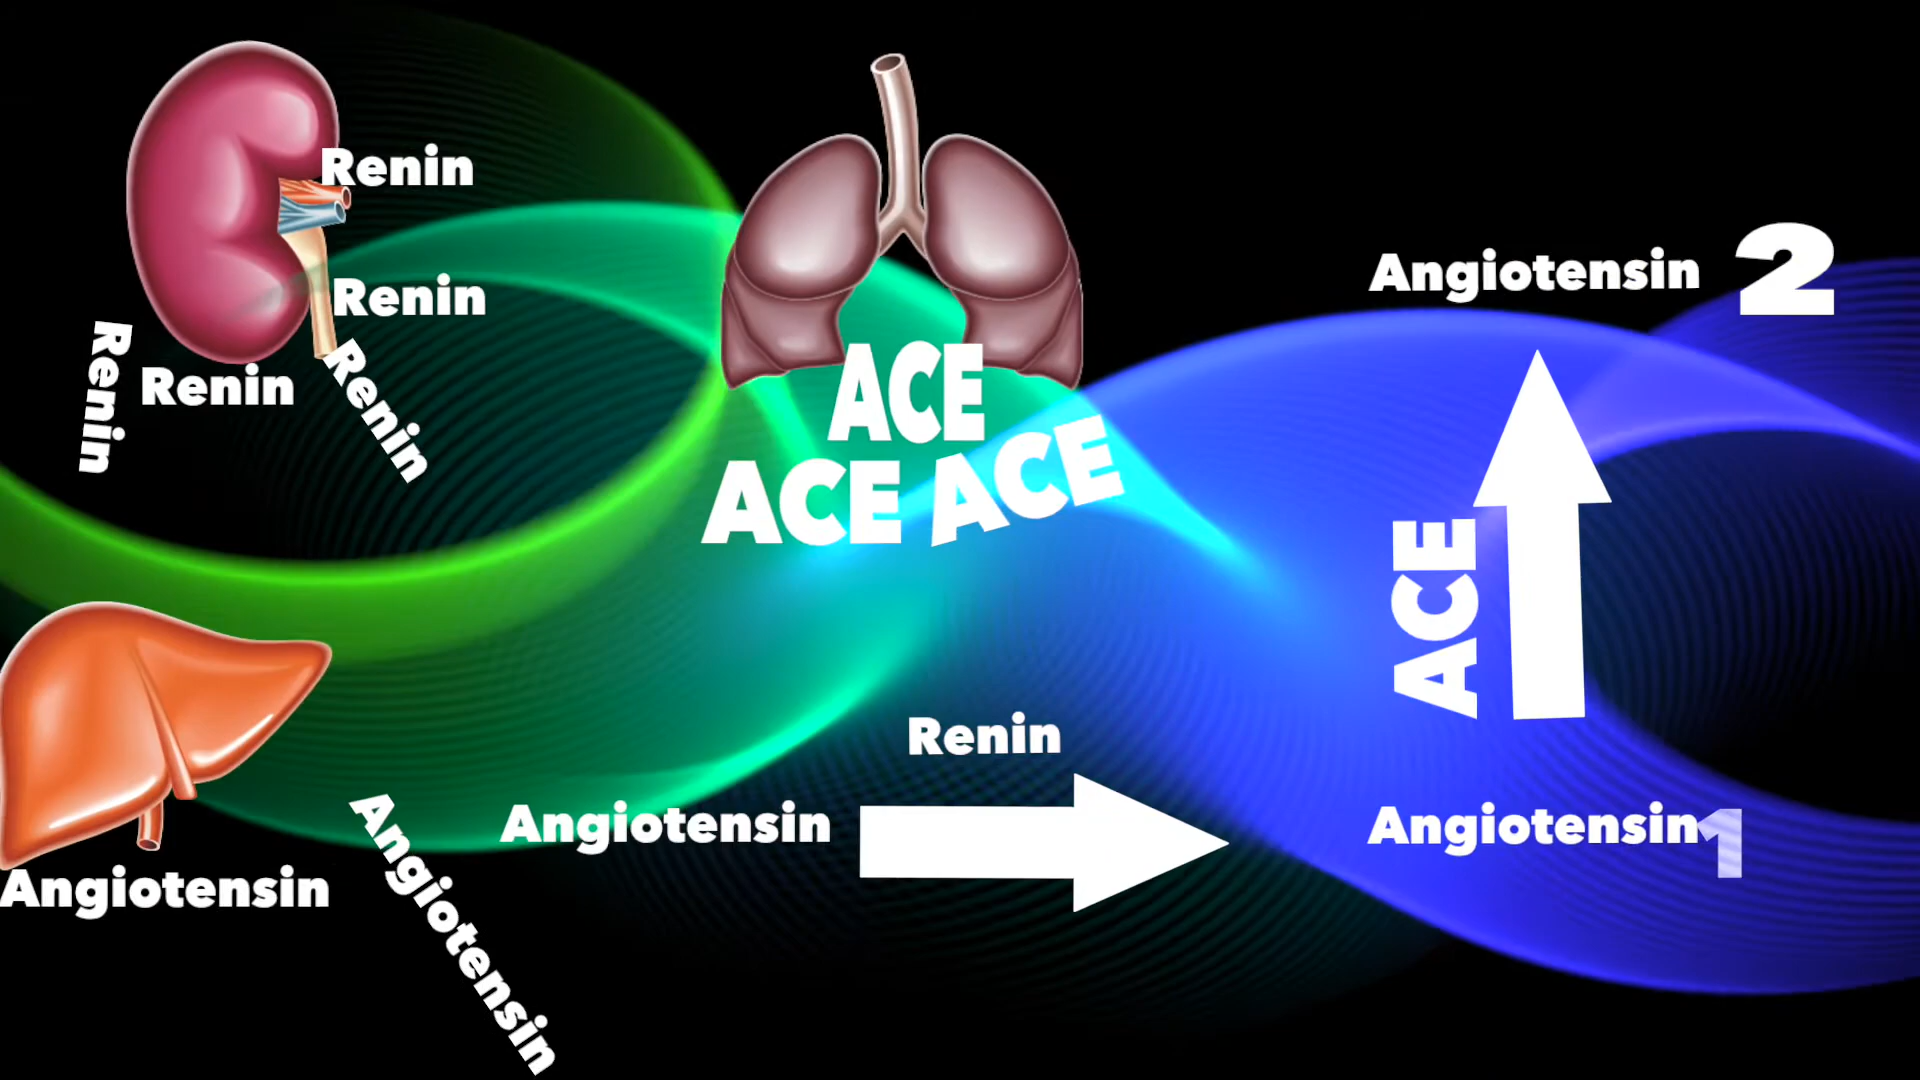 Renin
Renin
Renin
Renin
Renin
ACE
ACE
ACE
Angiotensin 2
ACE
Renin
Angiotensin
Angiotensin 1
Angiotensin
Angiotensin